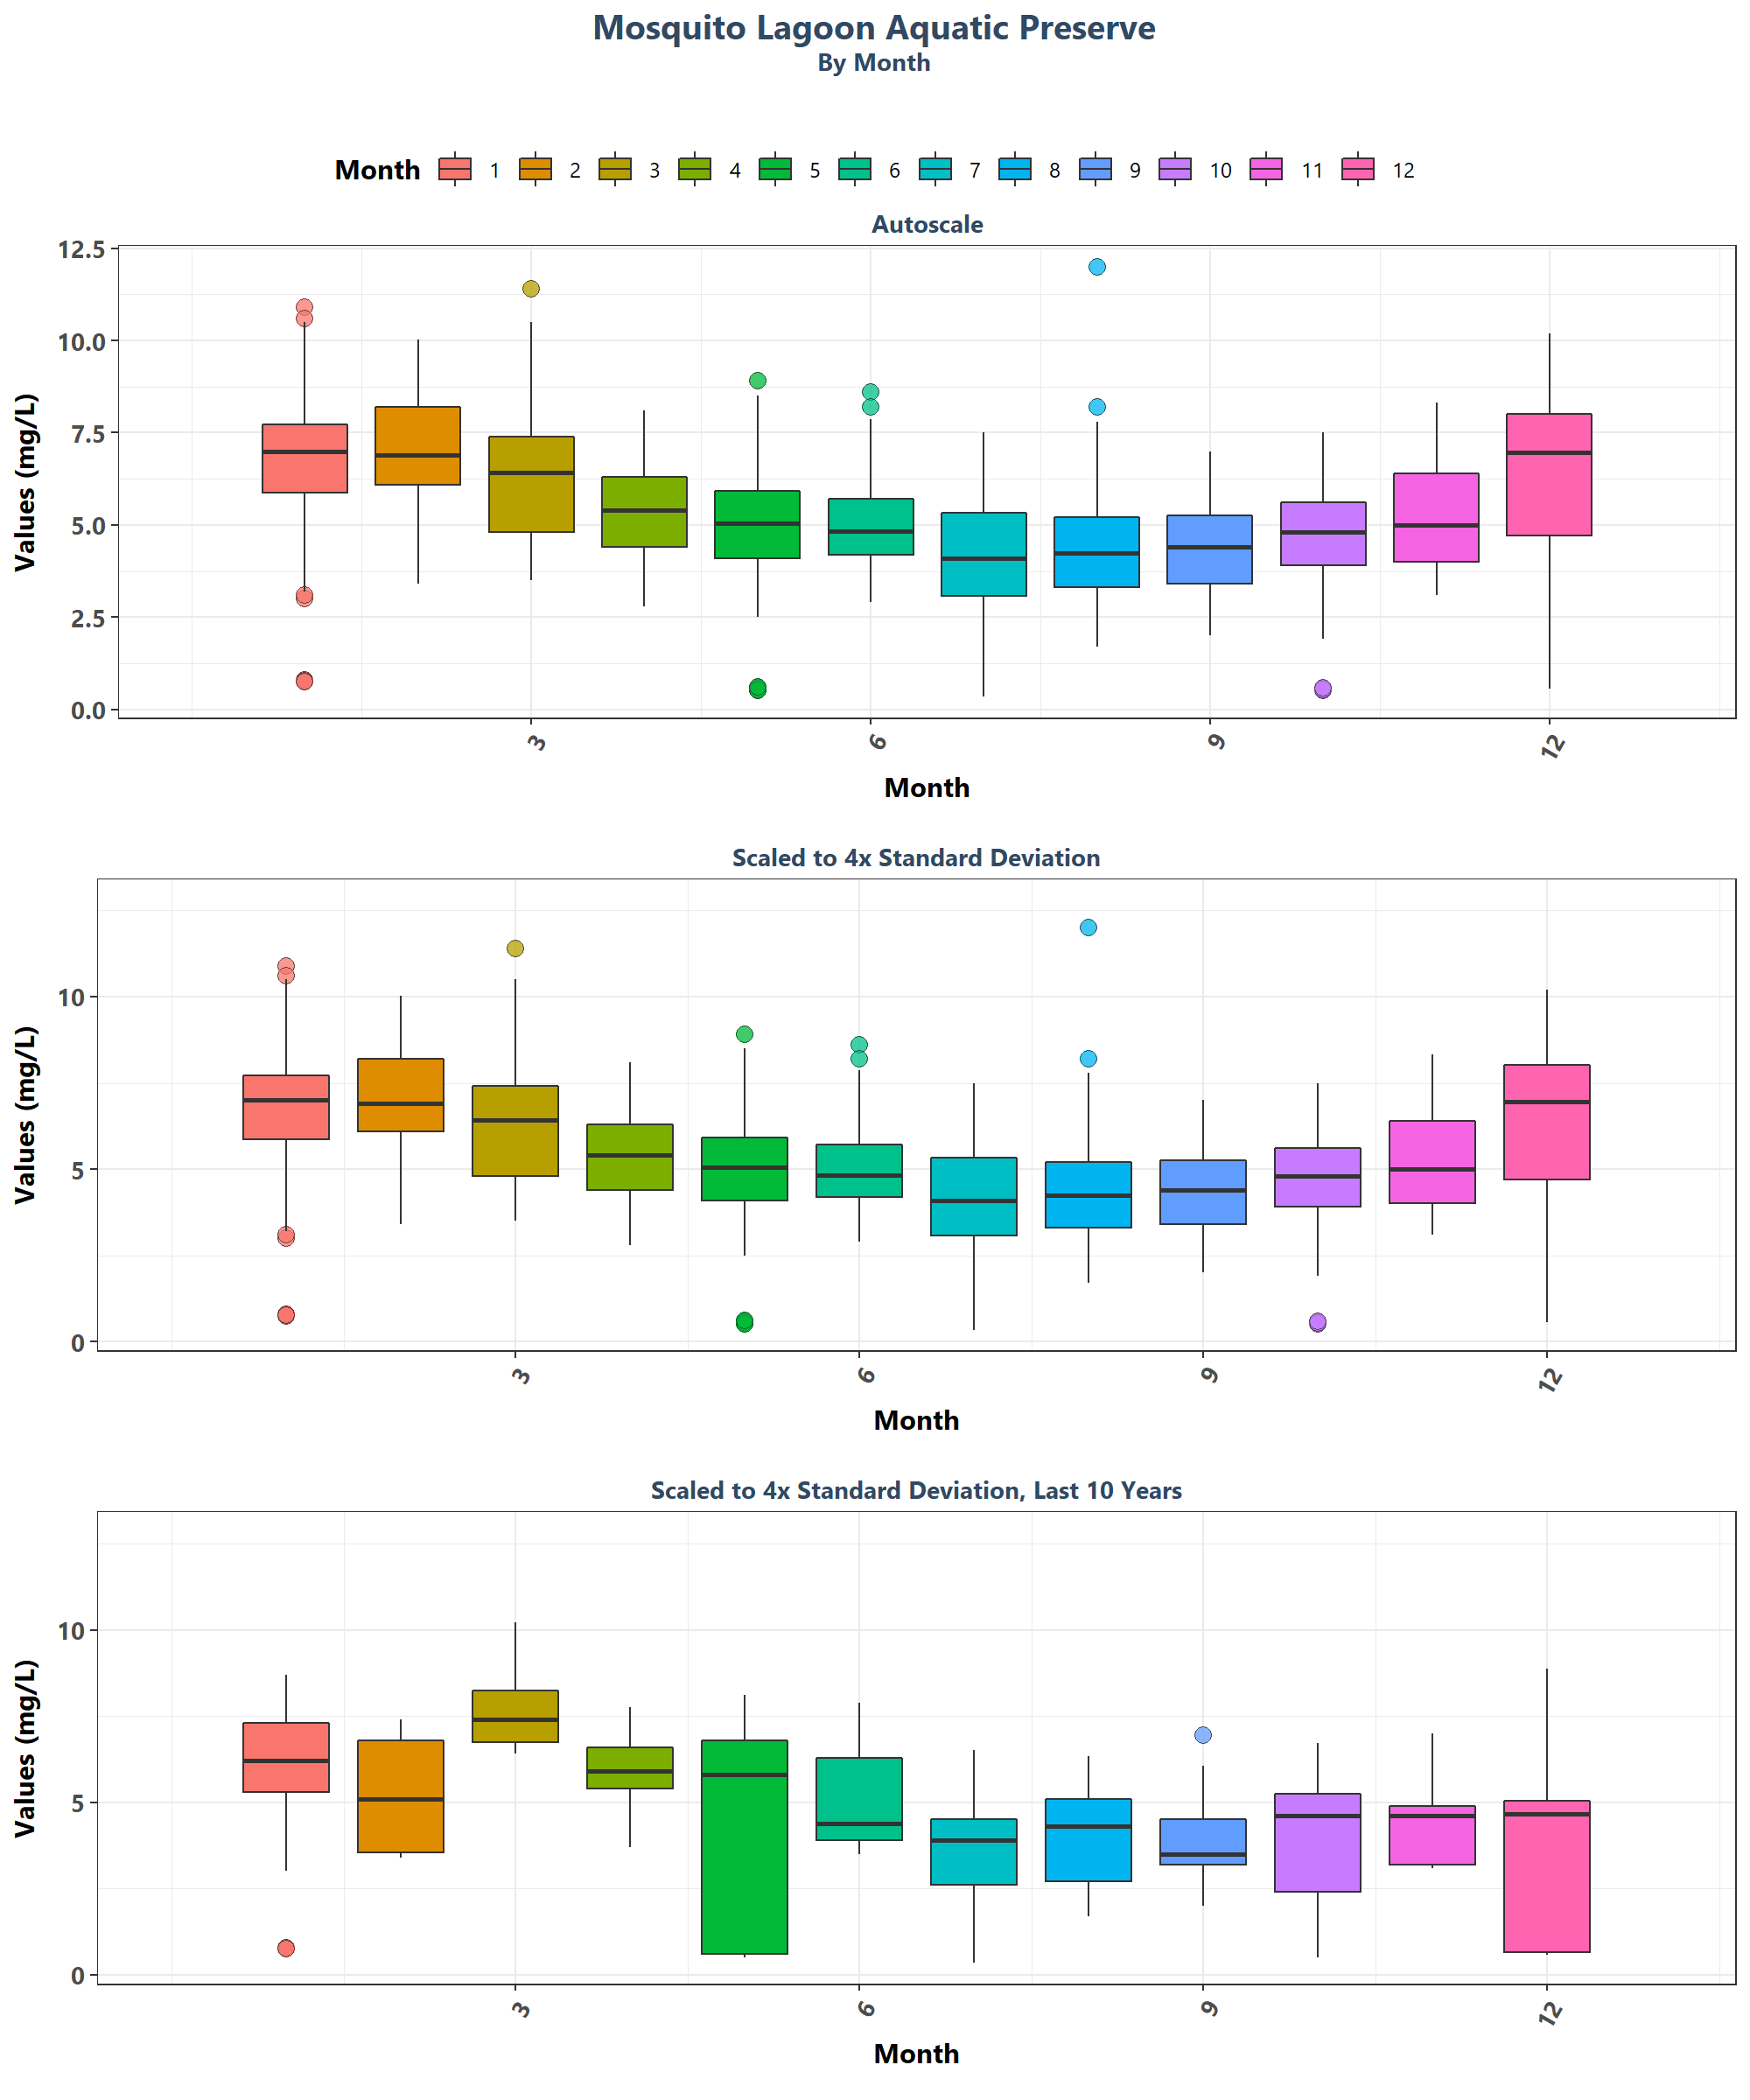 Mosquito Lagoon Aquatic Preserve
By Month
Month 1 2 3 4 5 6 7 8 9 10 11 12
Autoscale
Values (mg/L)
12.5
10.0
7.5
5.0
2.5
0.0
3 6 9 12
Month
Scaled to 4x Standard Deviation
Values (mg/L)
10
5
0
3 6 9 12
Month
Scaled to 4x Standard Deviation, Last 10 Years
Values (mg/L)
10
5
0
3 6 9 12
Month